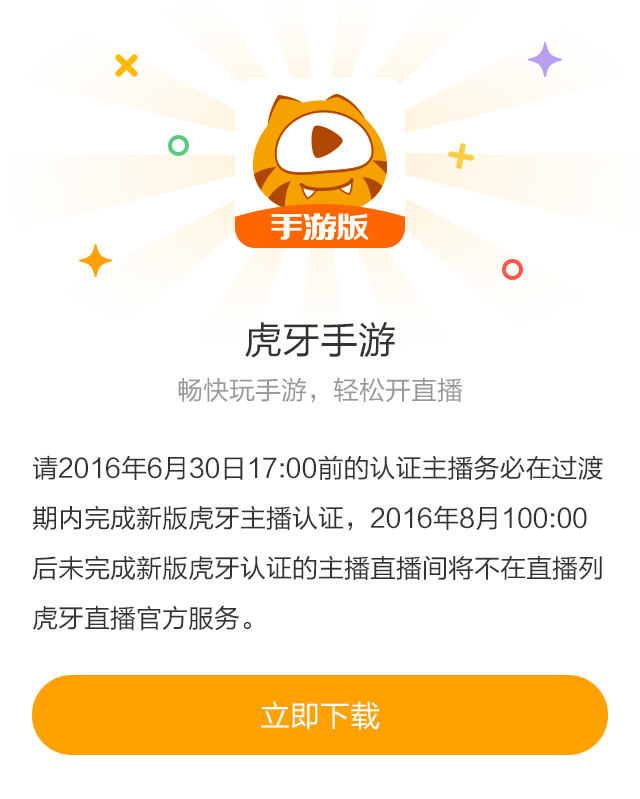 手游版
虎牙手游
畅快玩手游，轻松开直播
请2016年6月30日17:00前的认证主播务必在过渡
期内完成新版虎牙主播认证，2016年8月100:00
后未完成新版虎牙认证的主播直播间将不在直播列
虎牙直播官方服务。
立即下载